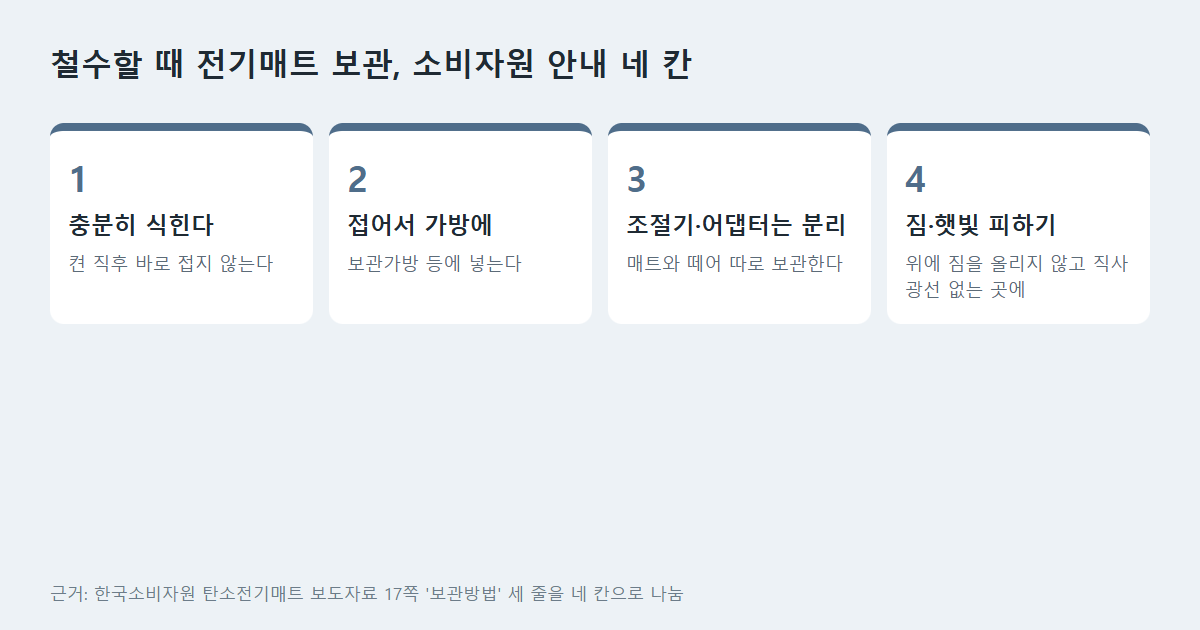 철수할 때 전기매트 보관, 소비자원 안내 네 칸
1
충분히 식힌다
켠 직후 바로 접지 않는다
2
접어서 가방에
보관가방 등에 넣는다
3
조절기·어댑터는 분리
매트와 떼어 따로 보관한다
4
짐·햇빛 피하기
위에 짐을 올리지 않고 직사
광선 없는 곳에
근거: 한국소비자원 탄소전기매트 보도자료 17쪽 '보관방법' 세 줄을 네 칸으로 나눔